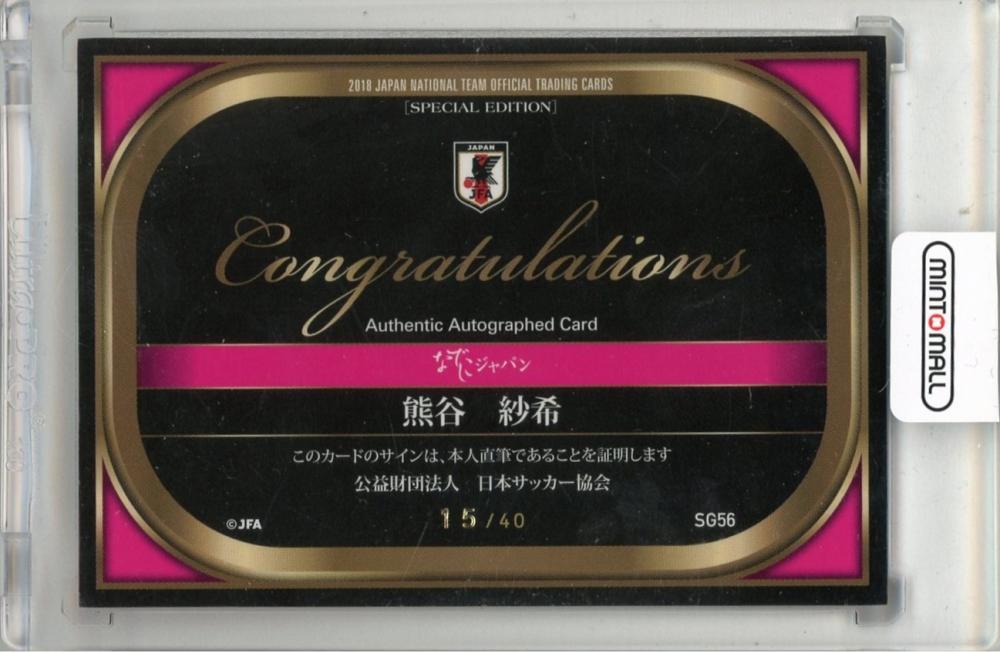 2018 JAPAN NATIONAL TEAM OFFICIAL TRADING CARDS
[SPECIAL EDITION]
JAPAN
JFA
Congratulations
Authentic Autographed Card
なでしこジャパン
熊谷 紗希
このカードのサインは、本人直筆であることを証明します
公益財団法人 日本サッカー協会
15/40
©JFA
SG56
MINT MALL